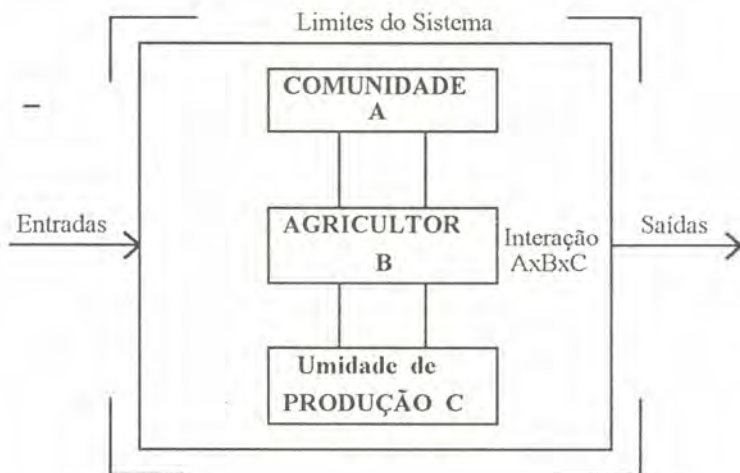 Limites do Sistema
COMUNIDADE
A
Entradas
AGRICULTOR
B
Interação
AxBxC
Saídas
Umidade de
PRODUÇÃO C